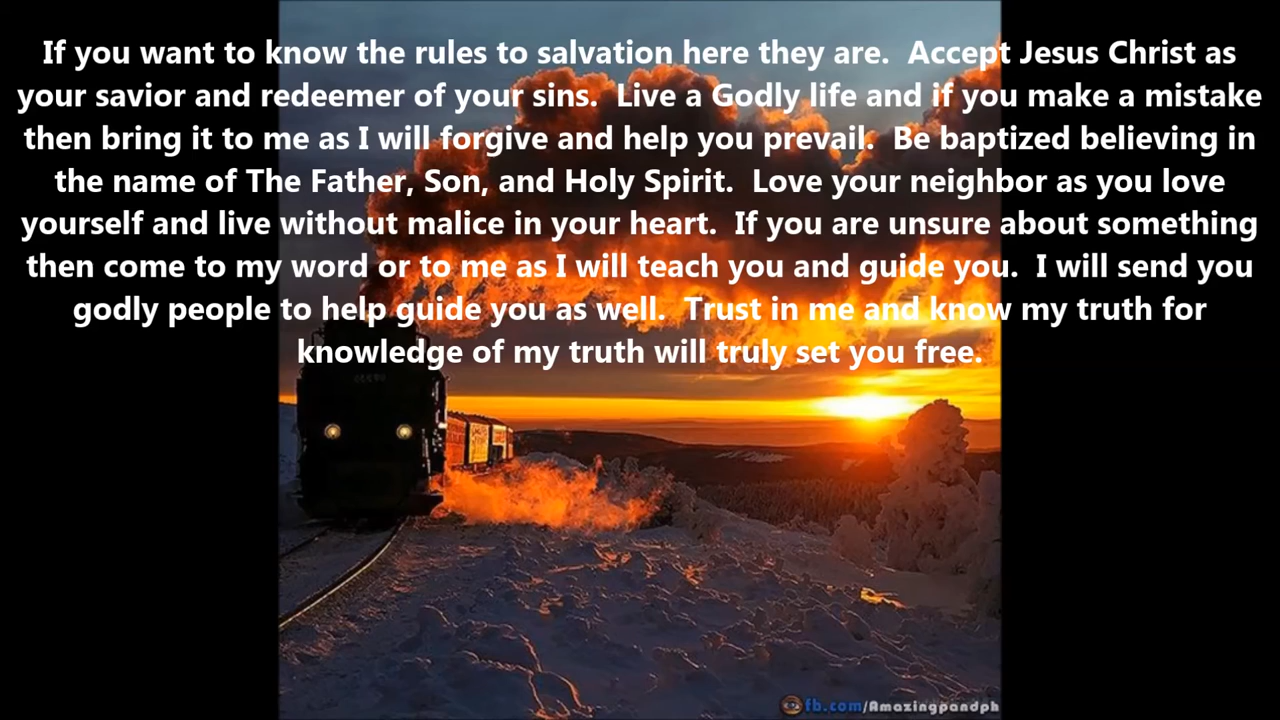 If you want to know the rules to salvation here they are.  Accept Jesus Christ as
your savior and redeemer of your sins.  Live a Godly life and if you make a mistake
then bring it to me as I will forgive and help you prevail.  Be baptized believing in
the name of The Father, Son, and Holy Spirit.  Love your neighbor as you love
yourself and live without malice in your heart.  If you are unsure about something
then come to my word or to me as I will teach you and guide you.  I will send you
godly people to help guide you as well.  Trust in me and know my truth for
knowledge of my truth will truly set you free.
fb.com/Amazingpandph